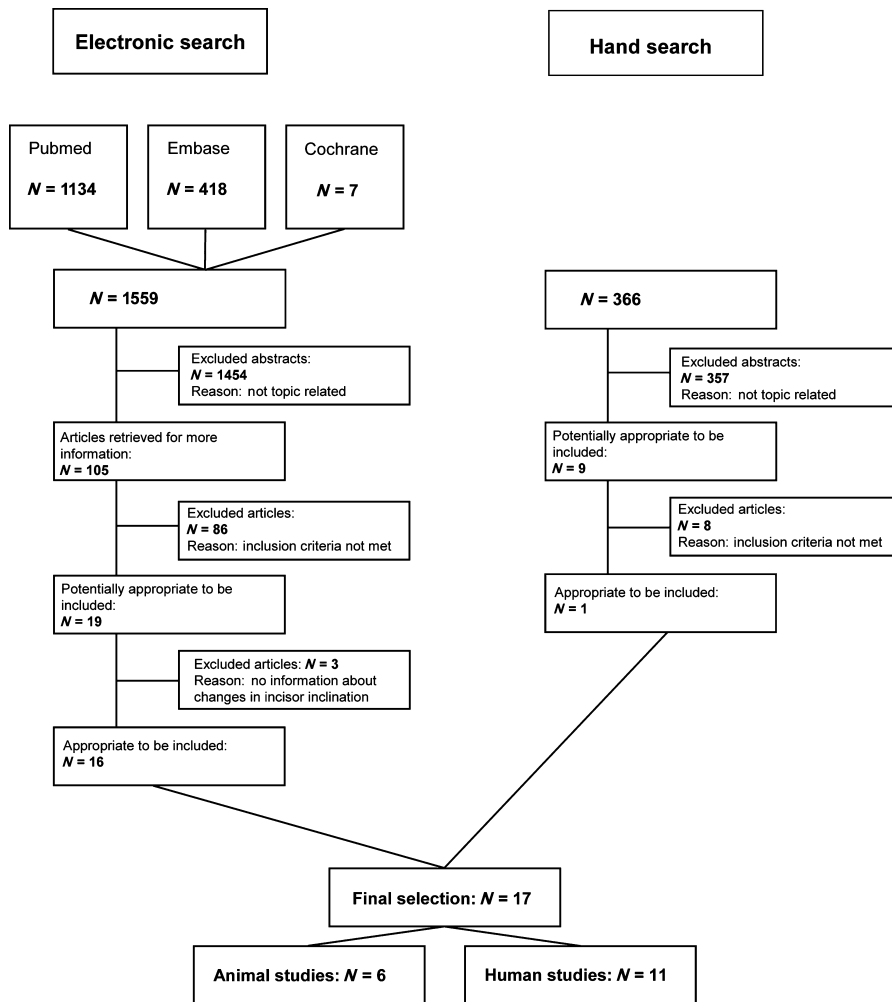 Electronic search
Hand search
Pubmed
N = 1134
Embase
N = 418
Cochrane
N = 7
N = 1559
N = 366
Excluded abstracts:
N = 1454
Reason: not topic related
Excluded abstracts:
N = 357
Reason: not topic related
Articles retrieved for more
information:
N = 105
Potentially appropriate to be
included:
N = 9
Excluded articles:
N = 86
Reason: inclusion criteria not met
Excluded articles:
N = 8
Reason: inclusion criteria not met
Potentially appropriate to be
included:
N = 19
Appropriate to be included:
N = 1
Excluded articles: N = 3
Reason: no information about
changes in incisor inclination
Appropriate to be included:
N = 16
Final selection: N = 17
Animal studies: N = 6
Human studies: N = 11